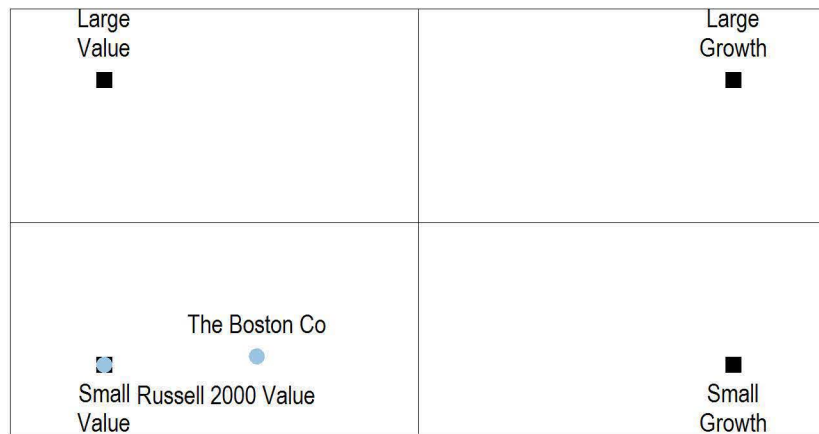 Large
Value
Large
Growth
The Boston Co
Small
Value
Russell 2000 Value
Small
Growth